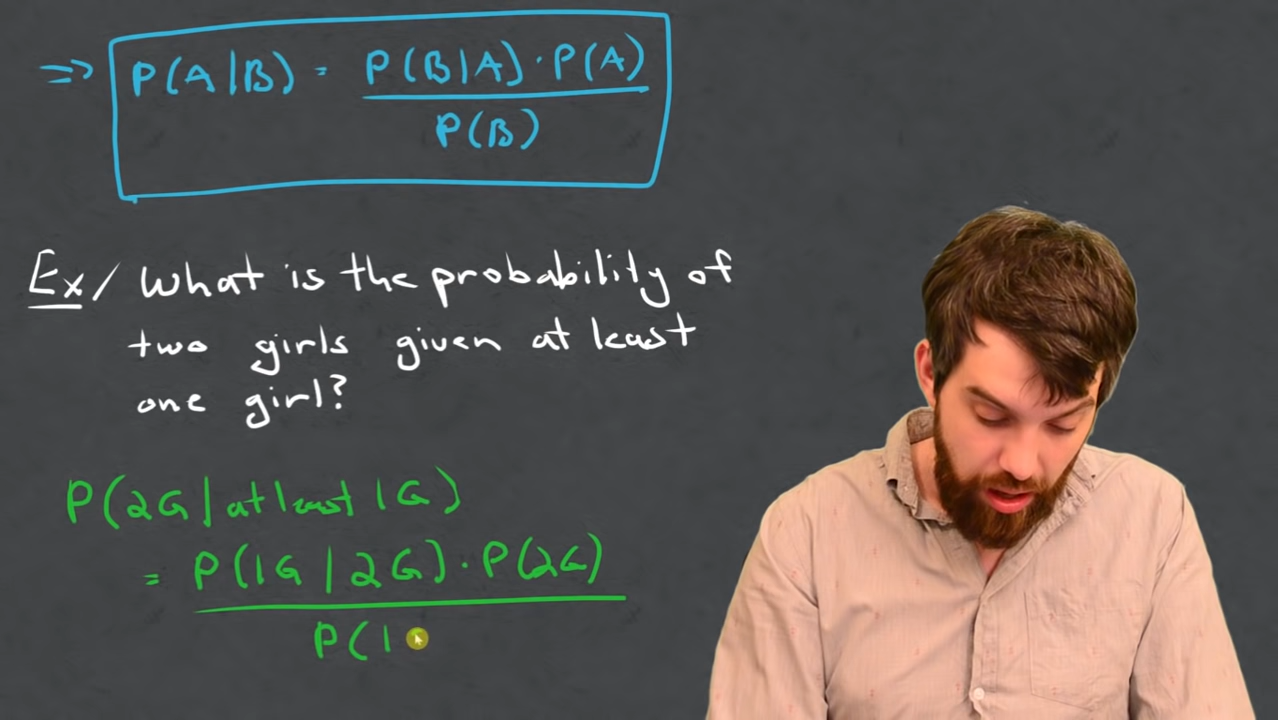 => P(A|B) = P(B|A) · P(A)
P(B)
Ex/ What is the probability of
two girls given at least
one girl?
P(2G | at least 1G)
= P(1G | 2G) · P(2G)
P(1